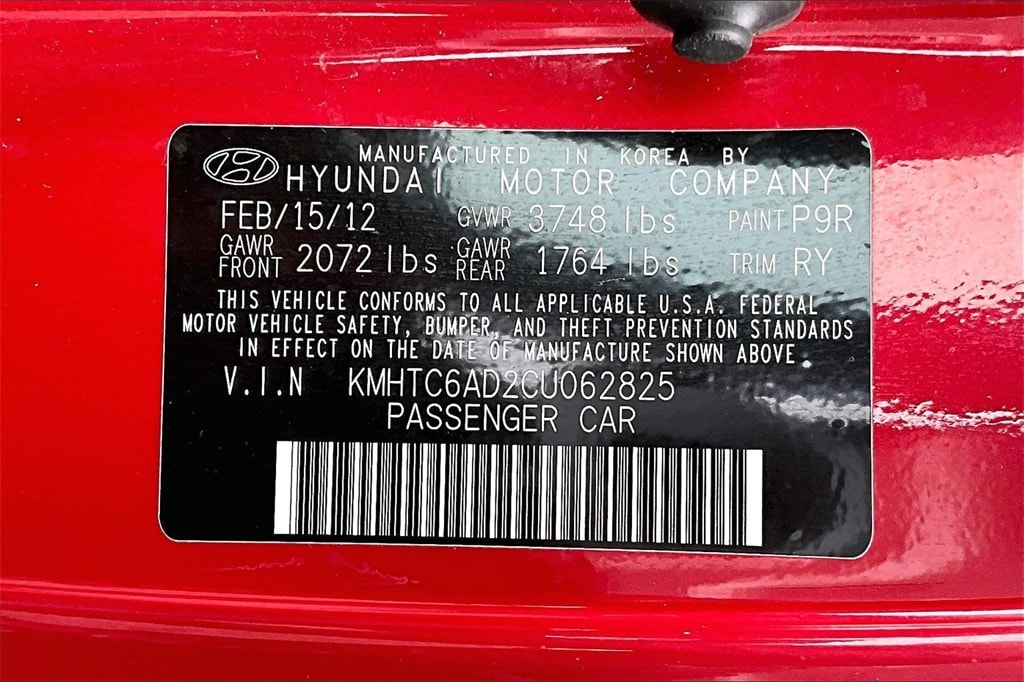 MANUFACTURED IN KOREA BY
HYUNDAI MOTOR COMPANY
FEB/15/12 GVWR 3748 lbs PAINT P9R
GAWR FRONT 2072 lbs GAWR REAR 1764 lbs TRIM RY
THIS VEHICLE CONFORMS TO ALL APPLICABLE U.S.A. FEDERAL
MOTOR VEHICLE SAFETY, BUMPER, AND THEFT PREVENTION STANDARDS
IN EFFECT ON THE DATE OF MANUFACTURE SHOWN ABOVE
V.I.N KMHTC6AD2CU062825
PASSENGER CAR